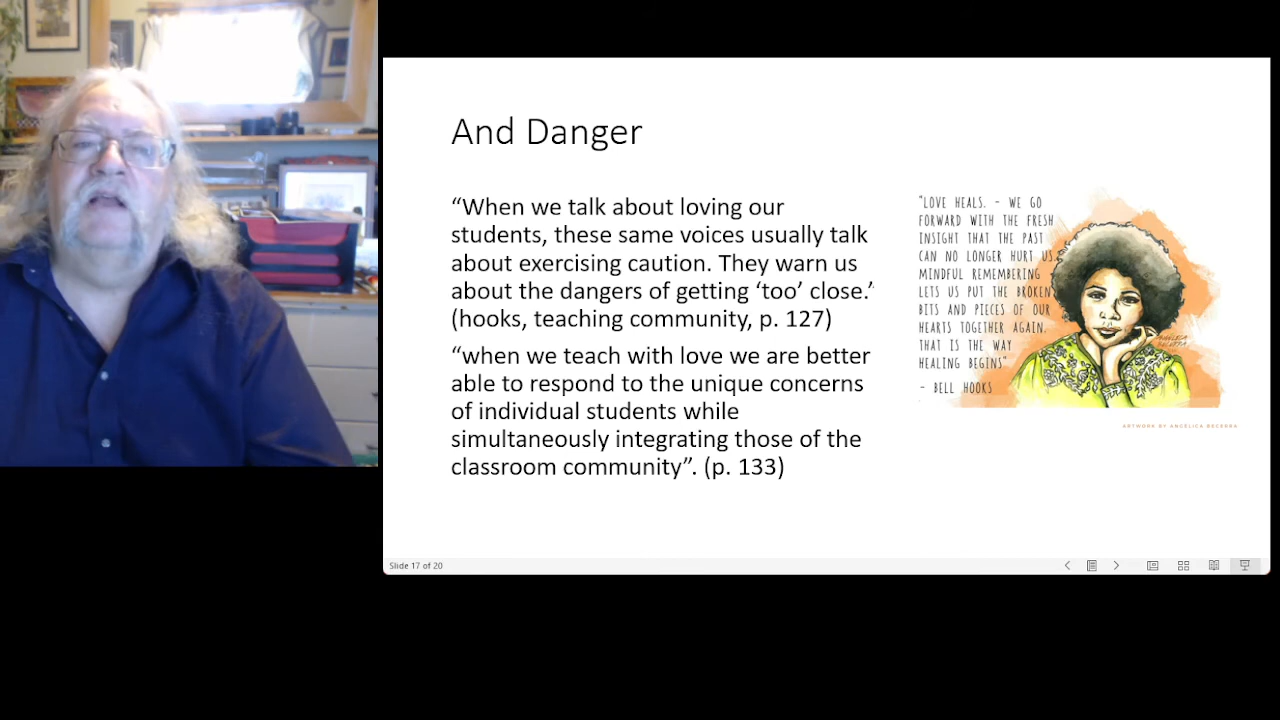 And Danger
“When we talk about loving our
students, these same voices usually talk
about exercising caution. They warn us
about the dangers of getting ‘too’ close.’
(hooks, teaching community, p. 127)
“when we teach with love we are better
able to respond to the unique concerns
of individual students while
simultaneously integrating those of the
classroom community”. (p. 133)
"LOVE HEALS. - WE GO
FORWARD WITH THE FRESH
INSIGHT THAT THE PAST
CAN NO LONGER HURT US.
MINDFUL REMEMBERING
LETS US PUT THE BROKEN
BITS AND PIECES OF OUR
HEARTS TOGETHER AGAIN.
THAT IS THE WAY
HEALING BEGINS"
- BELL HOOKS
ARTWORK BY ANGELICA BECERRA
Slide 17 of 20